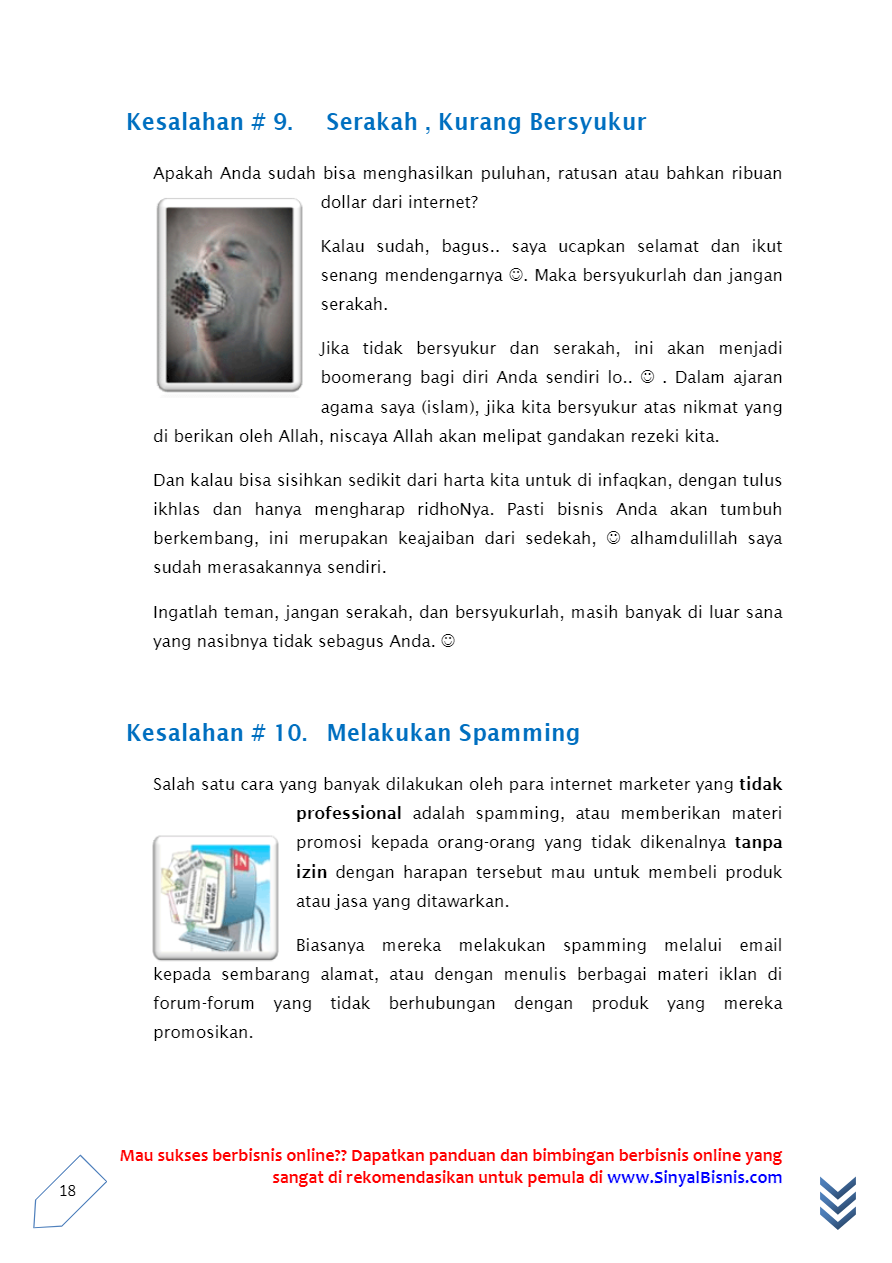 Kesalahan # 9. Serakah , Kurang Bersyukur
Apakah Anda sudah bisa menghasilkan puluhan, ratusan atau bahkan ribuan
dollar dari internet?
Kalau sudah, bagus.. saya ucapkan selamat dan ikut
senang mendengarnya ☺. Maka bersyukurlah dan jangan
serakah.
Jika tidak bersyukur dan serakah, ini akan menjadi
boomerang bagi diri Anda sendiri lo.. ☺ . Dalam ajaran
agama saya (islam), jika kita bersyukur atas nikmat yang
di berikan oleh Allah, niscaya Allah akan melipat gandakan rezeki kita.
Dan kalau bisa sisihkan sedikit dari harta kita untuk di infaqkan, dengan tulus
ikhlas dan hanya mengharap ridhoNya. Pasti bisnis Anda akan tumbuh
berkembang, ini merupakan keajaiban dari sedekah, ☺ alhamdulillah saya
sudah merasakannya sendiri.
Ingatlah teman, jangan serakah, dan bersyukurlah, masih banyak di luar sana
yang nasibnya tidak sebagus Anda. ☺
Kesalahan # 10. Melakukan Spamming
Salah satu cara yang banyak dilakukan oleh para internet marketer yang tidak
professional adalah spamming, atau memberikan materi
promosi kepada orang-orang yang tidak dikenalnya tanpa
izin dengan harapan tersebut mau untuk membeli produk
atau jasa yang ditawarkan.
Biasanya mereka melakukan spamming melalui email
kepada sembarang alamat, atau dengan menulis berbagai materi iklan di
forum-forum yang tidak berhubungan dengan produk yang mereka
promosikan.
Mau sukses berbisnis online?? Dapatkan panduan dan bimbingan berbisnis online yang
sangat di rekomendasikan untuk pemula di www.SinyalBisnis.com
18